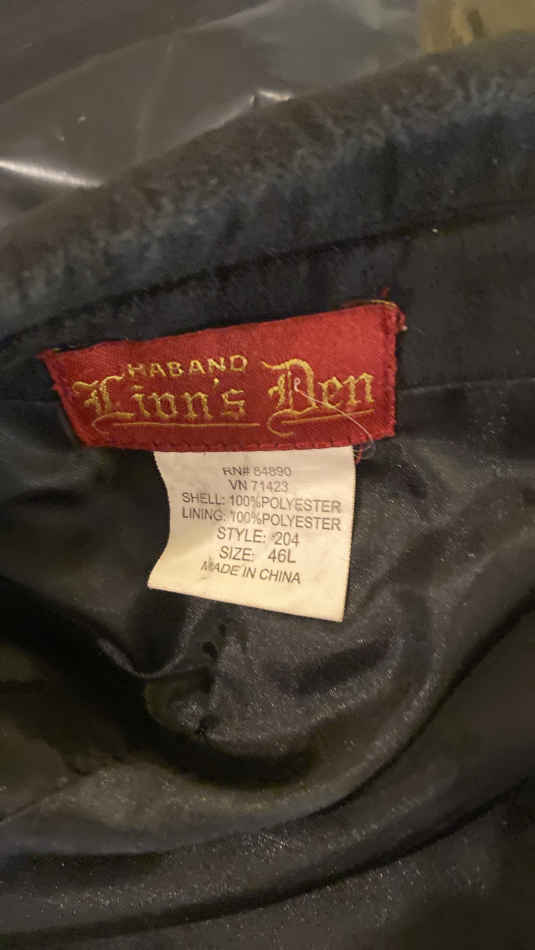 HABAND
Lion's Den
RN# 84890
VN 71423
SHELL: 100%POLYESTER
LINING: 100%POLYESTER
STYLE: 204
SIZE: 46L
MADE IN CHINA